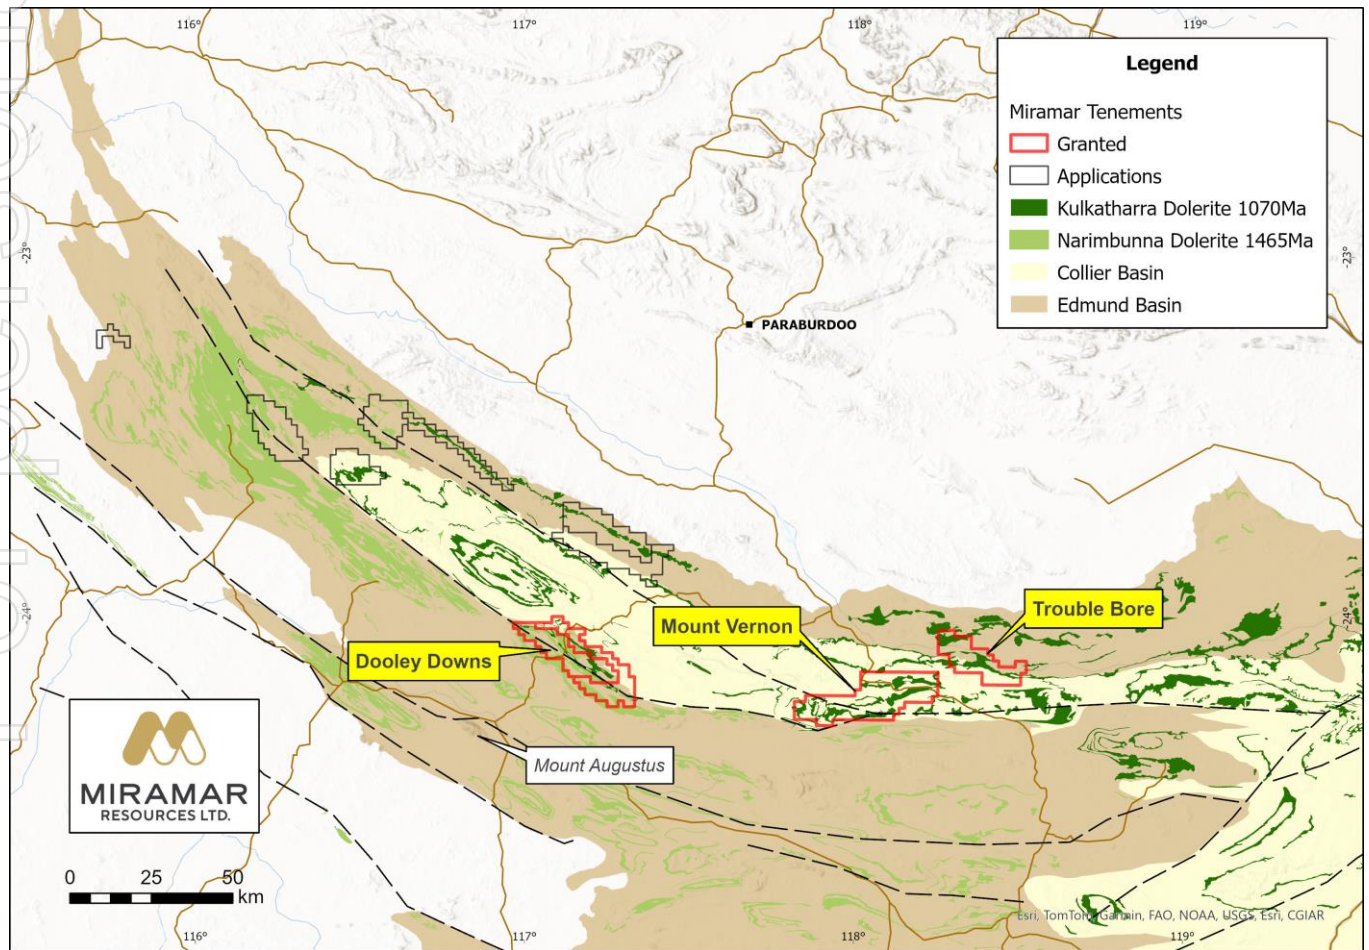 116°
117°
118°
119°
Legend
Miramar Tenements
Granted
Applications
Kulkatharra Dolerite 1070Ma
Narimbunna Dolerite 1465Ma
Collier Basin
Edmund Basin
-23°
-23°
PARABURDOO
-24°
-24°
Trouble Bore
Mount Vernon
Dooley Downs
Mount Augustus
MIRAMAR
RESOURCES LTD.
0 25 50
km
Esri, TomTom, Garmin, FAO, NOAA, USGS, Esri, CGIAR
116°
117°
118°
119°